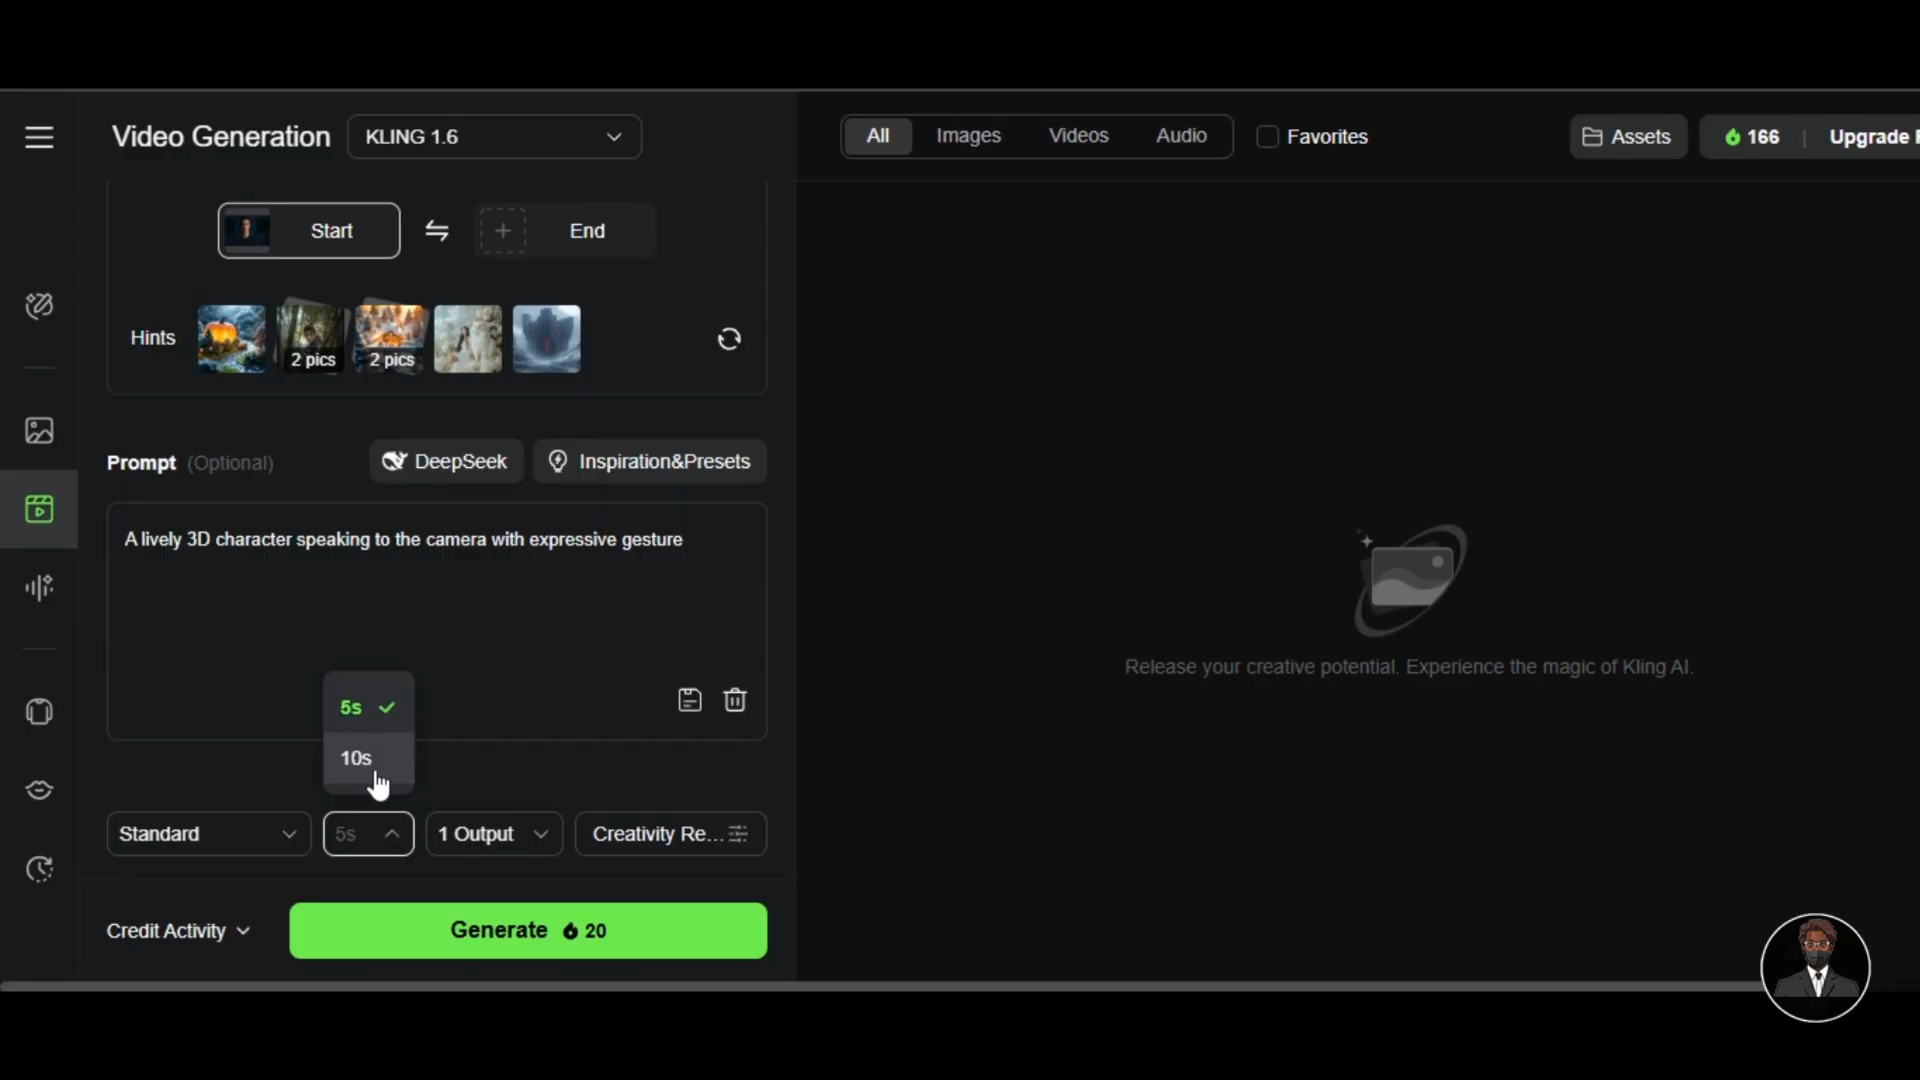 Video Generation
KLING 1.6
All
Images
Videos
Audio
Favorites
Assets
166
Upgrade
Start
End
Hints
2 pics
2 pics
Prompt (Optional)
DeepSeek
Inspiration&Presets
A lively 3D character speaking to the camera with expressive gesture
5s
10s
Release your creative potential. Experience the magic of Kling AI.
Standard
5s
1 Output
Creativity Re...
Credit Activity
Generate 20